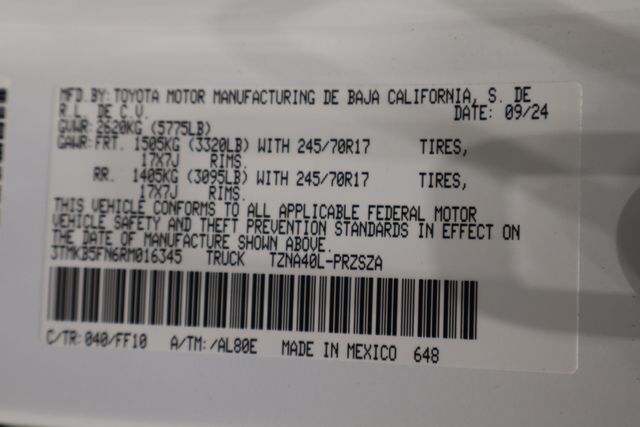 MFD.BY: TOYOTA MOTOR MANUFACTURING DE BAJA CALIFORNIA, S. DE
R.L. DE C.V. DATE: 09/24
GVWR: 2620KG (5775LB)
GAWR: FRT. 1505KG (3320LB) WITH 245/70R17 TIRES,
17X7J RIMS.
RR. 1405KG (3095LB) WITH 245/70R17 TIRES,
17X7J RIMS.
THIS VEHICLE CONFORMS TO ALL APPLICABLE FEDERAL MOTOR
VEHICLE SAFETY AND THEFT PREVENTION STANDARDS IN EFFECT ON
THE DATE OF MANUFACTURE SHOWN ABOVE.
3TMKB5FN6RM016345 TRUCK TZNA40L-PRZSZA
C/TR: 040/FF10 A/TM: /AL80E MADE IN MEXICO 648